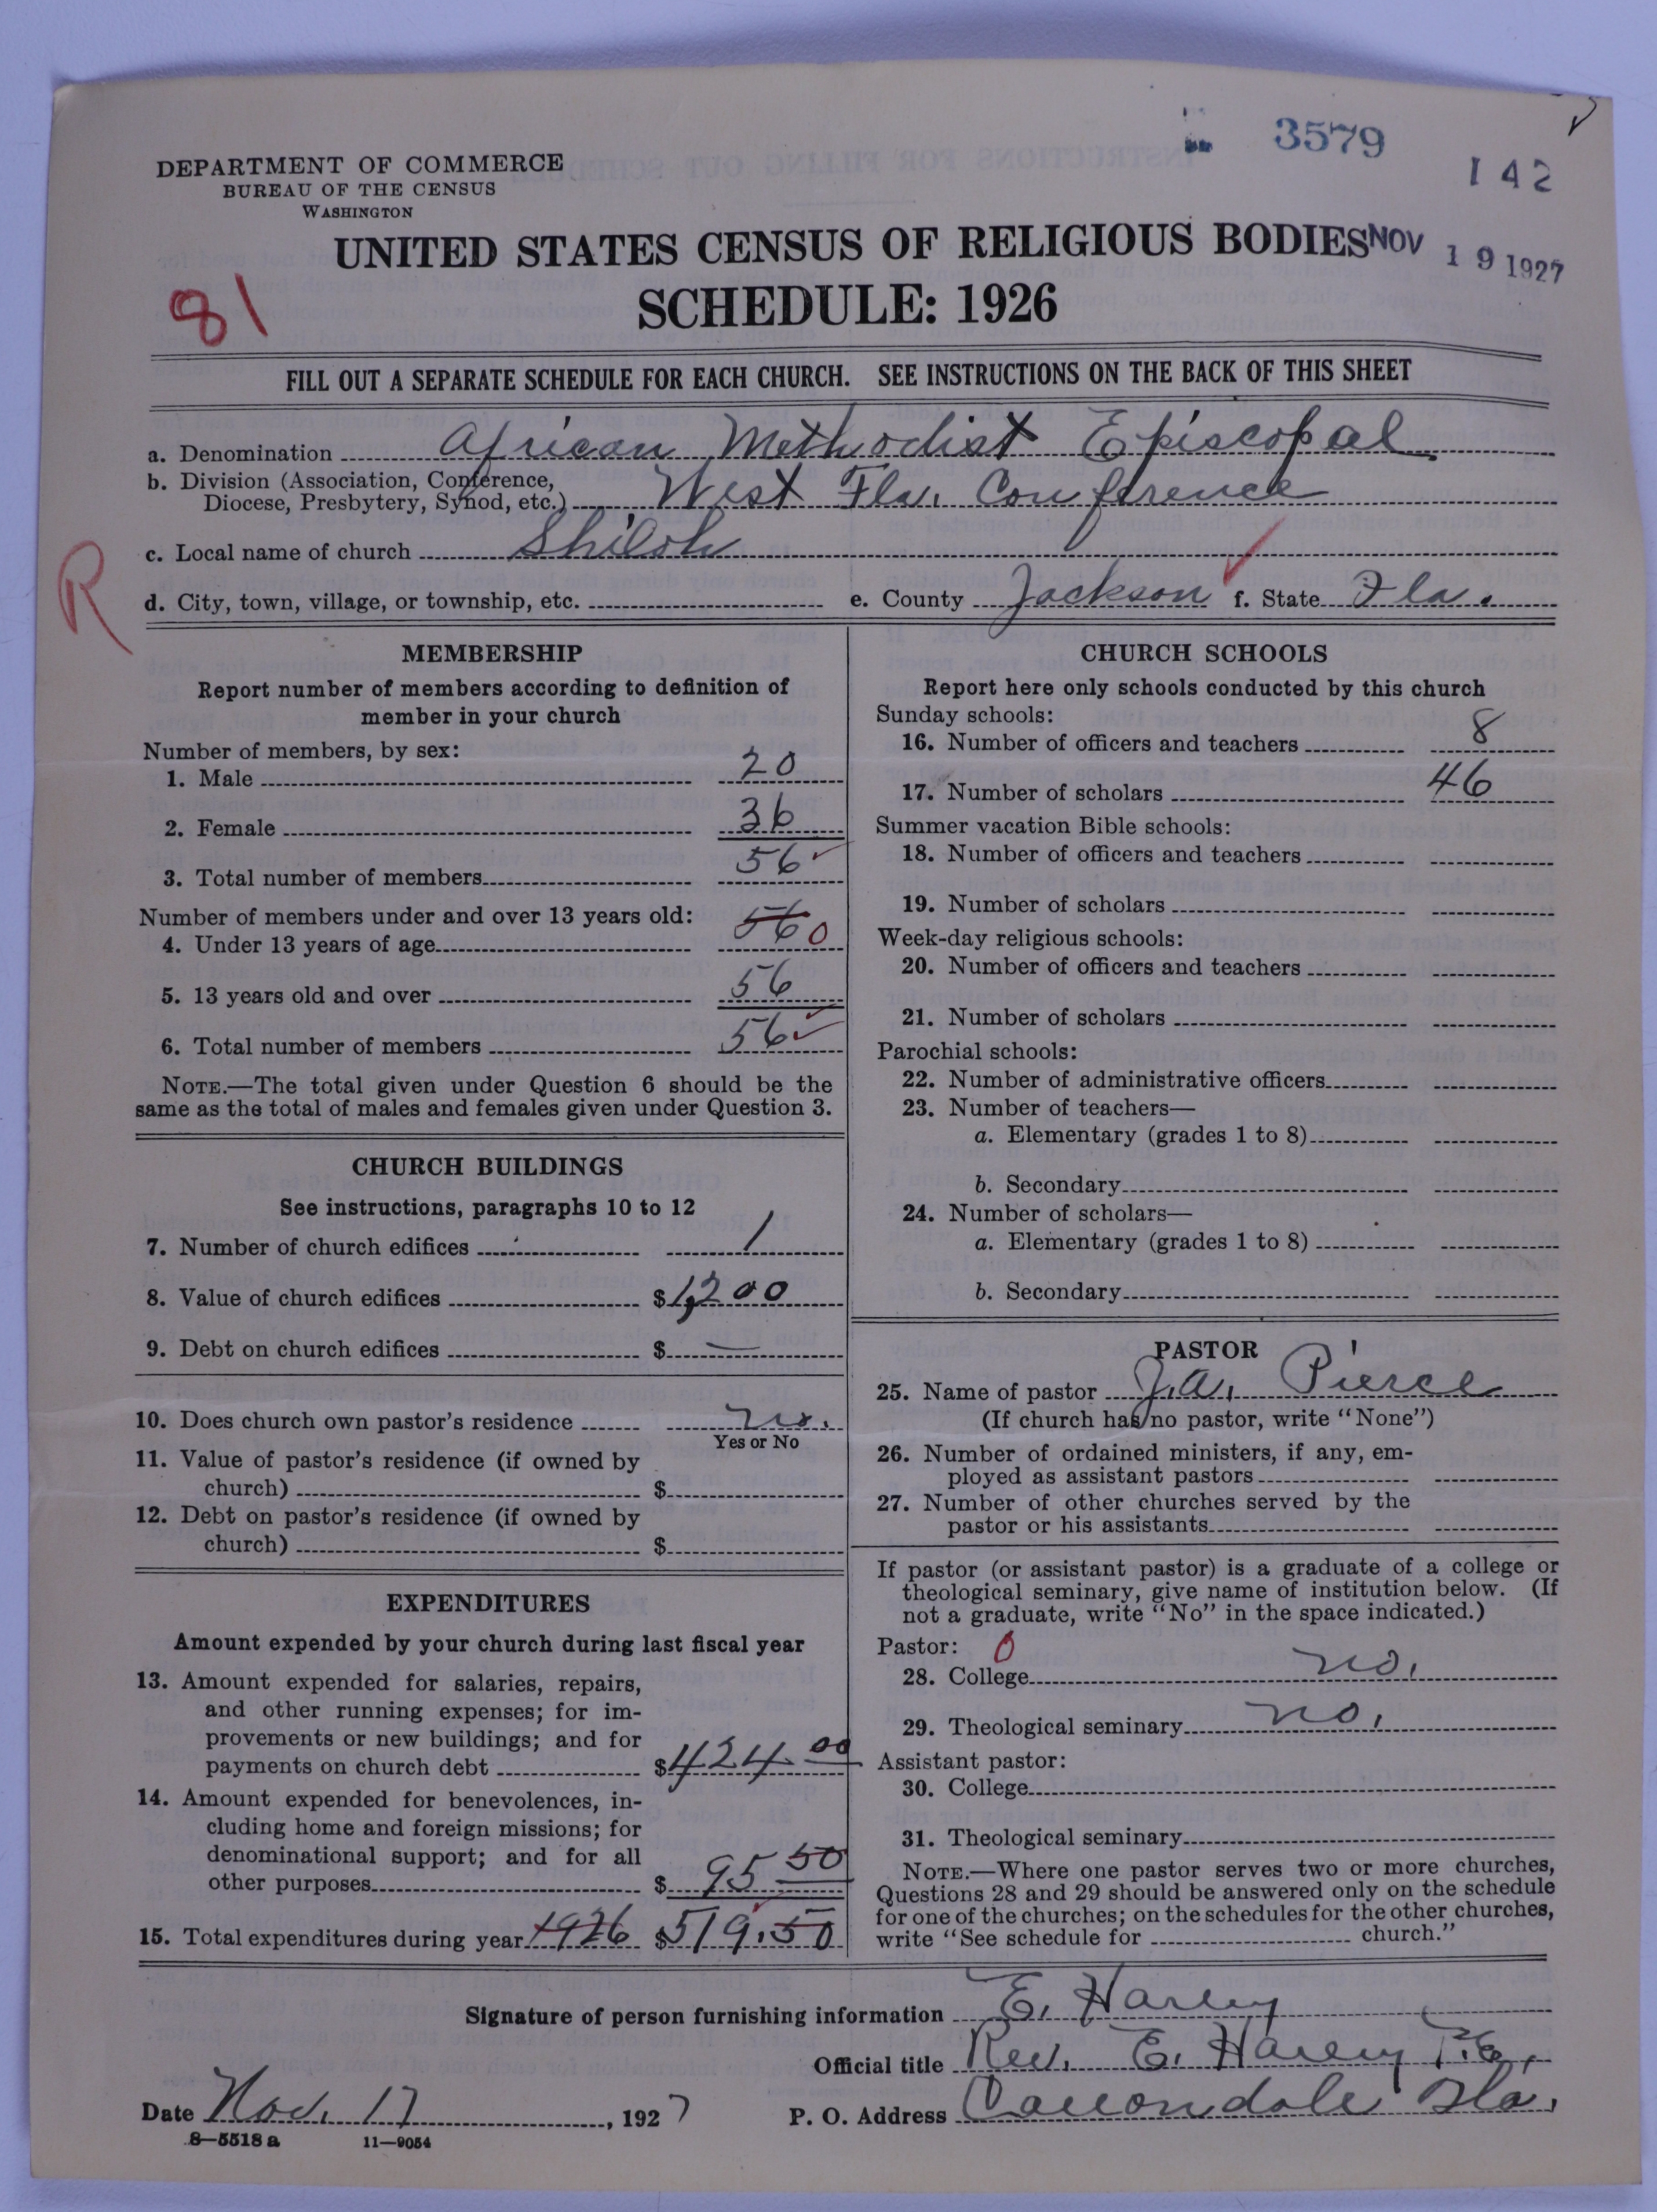 3579
142
DEPARTMENT OF COMMERCE
BUREAU OF THE CENSUS
WASHINGTON
UNITED STATES CENSUS OF RELIGIOUS BODIES
NOV 19 1927
SCHEDULE: 1926
81
FILL OUT A SEPARATE SCHEDULE FOR EACH CHURCH. SEE INSTRUCTIONS ON THE BACK OF THIS SHEET
a. Denomination African Methodist Episcopal
b. Division (Association, Conference,
Diocese, Presbytery, Synod, etc.) West Fla. Conference
c. Local name of church Shiloh
R
d. City, town, village, or township, etc. e. County Jackson f. State Fla.
MEMBERSHIP
Report number of members according to definition of
member in your church
Number of members, by sex:
1. Male 20
2. Female 36
3. Total number of members 56
Number of members under and over 13 years old:
4. Under 13 years of age 56 0
5. 13 years old and over 56
6. Total number of members 56
NOTE.—The total given under Question 6 should be the
same as the total of males and females given under Question 3.
CHURCH BUILDINGS
See instructions, paragraphs 10 to 12
7. Number of church edifices 1
8. Value of church edifices $1,200
9. Debt on church edifices $ —
10. Does church own pastor's residence no.
Yes or No
11. Value of pastor's residence (if owned by
church) $
12. Debt on pastor's residence (if owned by
church) $
EXPENDITURES
Amount expended by your church during last fiscal year
13. Amount expended for salaries, repairs,
and other running expenses; for im-
provements or new buildings; and for
payments on church debt $424.00
14. Amount expended for benevolences, in-
cluding home and foreign missions; for
denominational support; and for all
other purposes $95 50
15. Total expenditures during year 1926 $519.50
CHURCH SCHOOLS
Report here only schools conducted by this church
Sunday schools:
16. Number of officers and teachers 8
17. Number of scholars 46
Summer vacation Bible schools:
18. Number of officers and teachers
19. Number of scholars
Week-day religious schools:
20. Number of officers and teachers
21. Number of scholars
Parochial schools:
22. Number of administrative officers
23. Number of teachers—
a. Elementary (grades 1 to 8)
b. Secondary
24. Number of scholars—
a. Elementary (grades 1 to 8)
b. Secondary
PASTOR
25. Name of pastor J. A. Pierce
(If church has no pastor, write "None")
26. Number of ordained ministers, if any, em-
ployed as assistant pastors
27. Number of other churches served by the
pastor or his assistants
If pastor (or assistant pastor) is a graduate of a college or
theological seminary, give name of institution below. (If
not a graduate, write "No" in the space indicated.)
Pastor: 0
28. College no.
29. Theological seminary no.
Assistant pastor:
30. College
31. Theological seminary
NOTE.—Where one pastor serves two or more churches,
Questions 28 and 29 should be answered only on the schedule
for one of the churches; on the schedules for the other churches,
write "See schedule for church."
Signature of person furnishing information E. Harley
Official title Rev. E. Harley P.E.
Date Nov. 17, 1927 P. O. Address Fla.
8—5518 a 11—9054